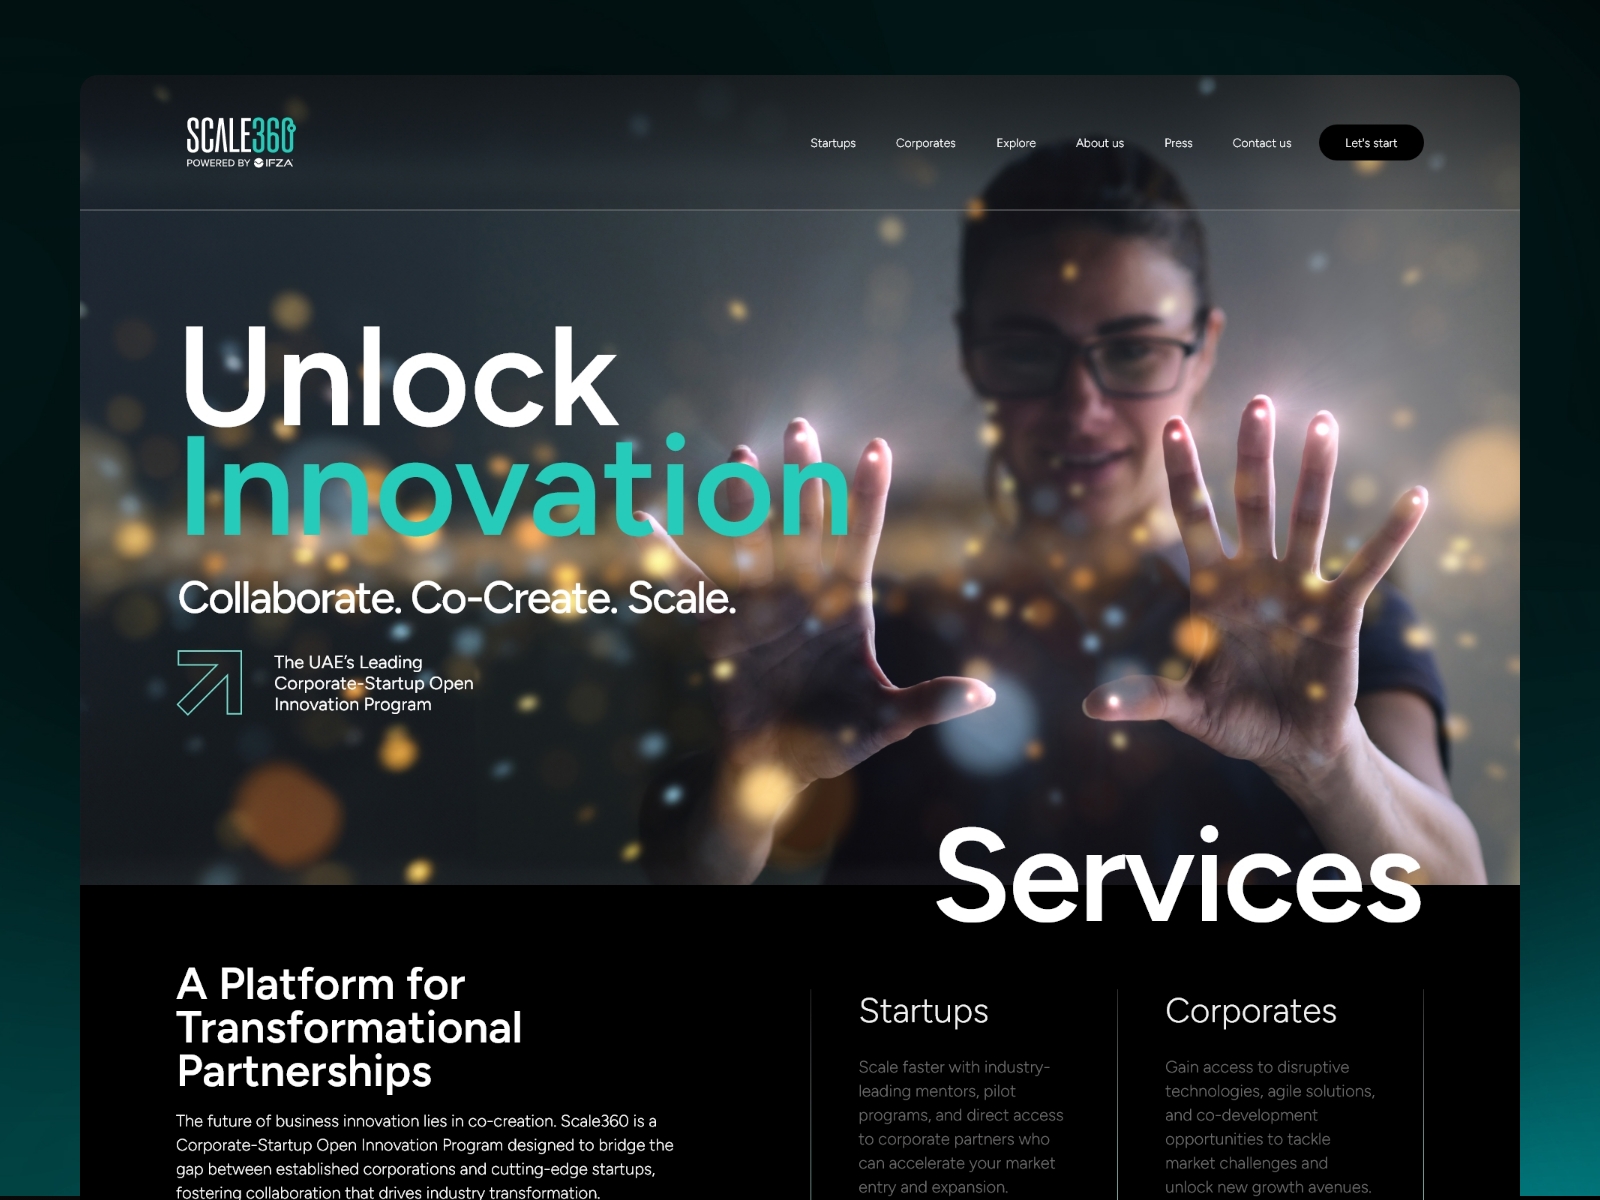 SCALE360
POWERED BY IFZA
Startups
Corporates
Explore
About us
Press
Contact us
Let's start
Unlock
Innovation
Collaborate. Co-Create. Scale.
The UAE's Leading
Corporate-Startup Open
Innovation Program
Services
A Platform for
Transformational
Partnerships
The future of business innovation lies in co-creation. Scale360 is a
Corporate-Startup Open Innovation Program designed to bridge the
gap between established corporations and cutting-edge startups,
fostering collaboration that drives industry transformation.
Startups
Scale faster with industry-
leading mentors, pilot
programs, and direct access
to corporate partners who
can accelerate your market
entry and expansion.
Corporates
Gain access to disruptive
technologies, agile solutions,
and co-development
opportunities to tackle
market challenges and
unlock new growth avenues.